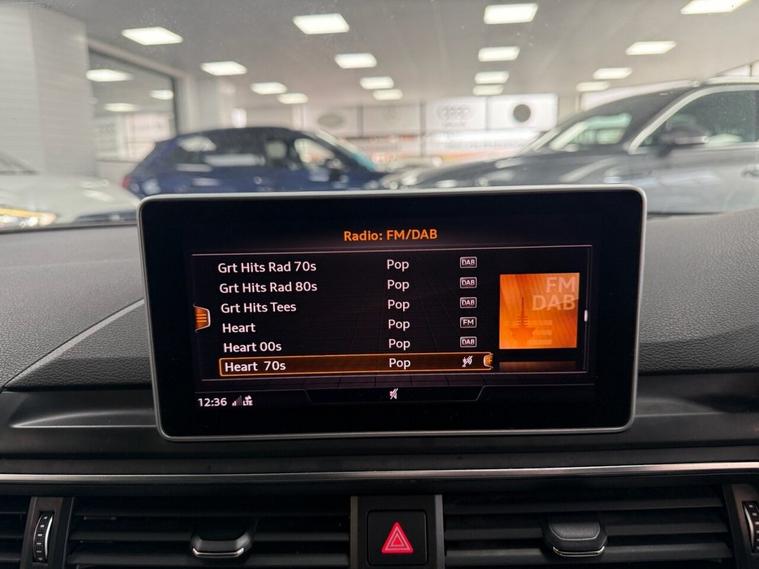 Radio: FM/DAB
Grt Hits Rad 70s Pop DAB
Grt Hits Rad 80s Pop DAB
Grt Hits Tees Pop DAB
Heart Pop FM
Heart 00s Pop DAB
Heart 70s Pop
FM
DAB
12:36 LTE